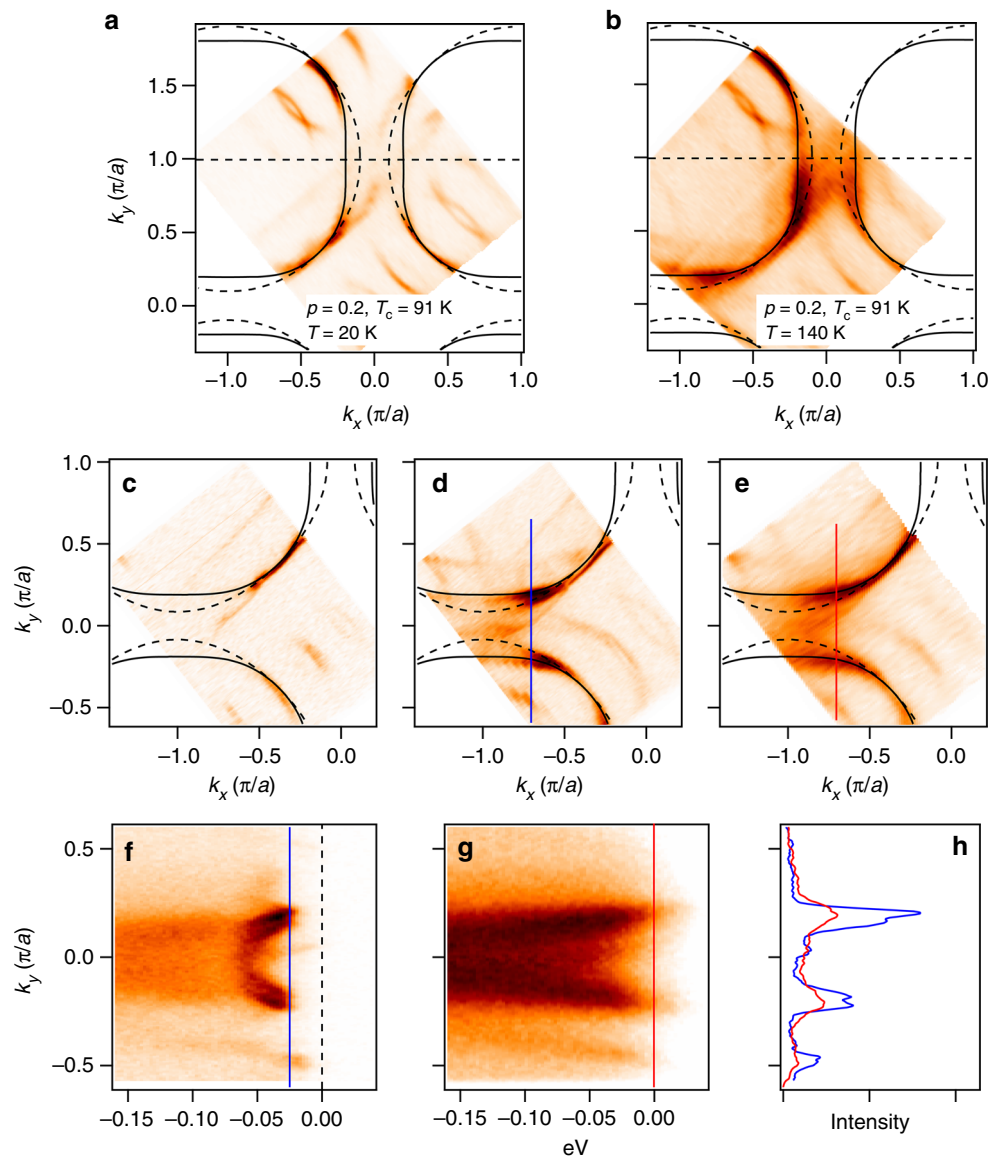 a
b
1.5
1.0
0.5
0.0
k_y (π/a)
p = 0.2, T_c = 91 K
T = 20 K
p = 0.2, T_c = 91 K
T = 140 K
−1.0 −0.5 0.0 0.5 1.0
−1.0 −0.5 0.0 0.5 1.0
k_x (π/a)
k_x (π/a)
c
d
e
1.0
0.5
0.0
−0.5
k_y (π/a)
−1.0 −0.5 0.0
−1.0 −0.5 0.0
−1.0 −0.5 0.0
k_x (π/a)
k_x (π/a)
k_x (π/a)
f
g
h
0.5
0.0
−0.5
k_y (π/a)
−0.15 −0.10 −0.05 0.00
−0.15 −0.10 −0.05 0.00
eV
Intensity